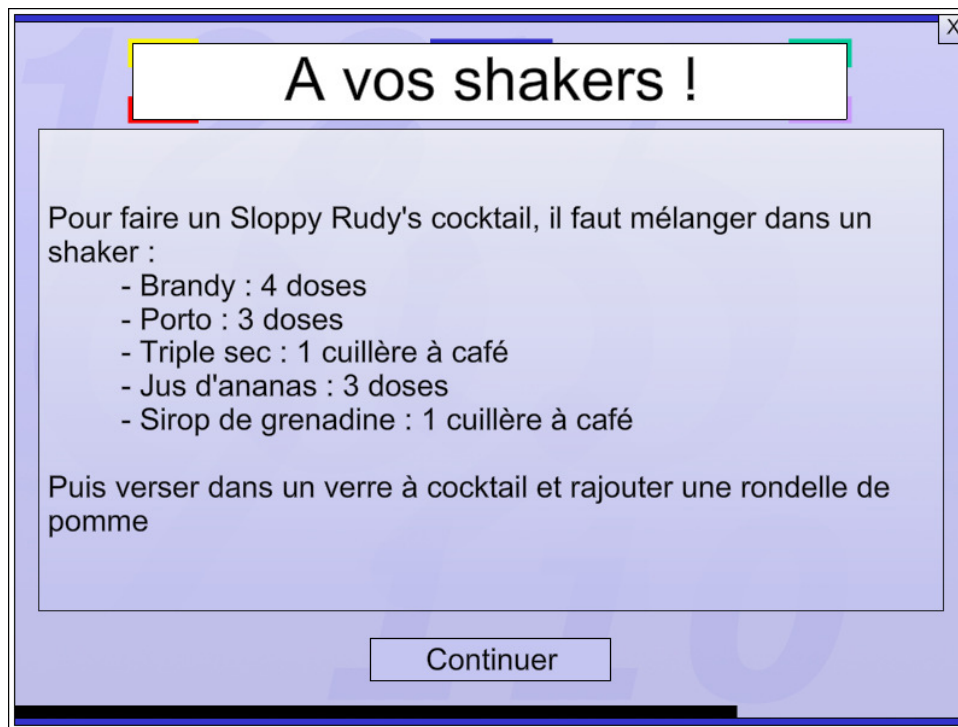 X
A vos shakers !
Pour faire un Sloppy Rudy's cocktail, il faut mélanger dans un
shaker :
- Brandy : 4 doses
- Porto : 3 doses
- Triple sec : 1 cuillère à café
- Jus d'ananas : 3 doses
- Sirop de grenadine : 1 cuillère à café
Puis verser dans un verre à cocktail et rajouter une rondelle de
pomme
Continuer